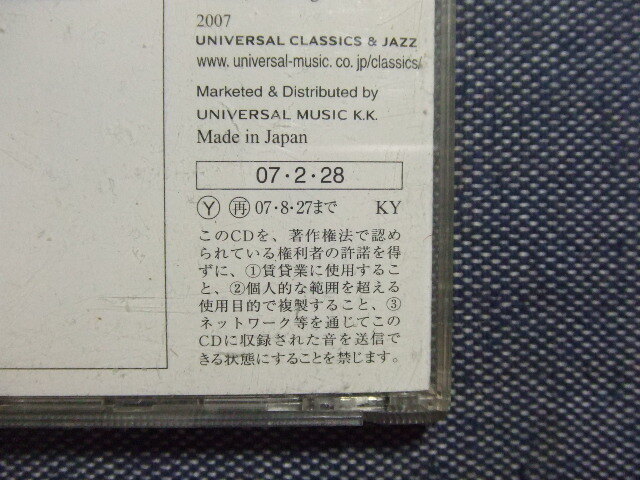 2007
UNIVERSAL CLASSICS & JAZZ
www. universal-music. co. jp/classics/
Marketed & Distributed by
UNIVERSAL MUSIC K.K.
Made in Japan
07・2・28
Ⓨ ㊢ 07・8・27まで KY
このCDを、著作権法で認め
られている権利者の許諾を得
ずに、①賃貸業に使用するこ
と、②個人的な範囲を超える
使用目的で複製すること、③
ネットワーク等を通じてこの
CDに収録された音を送信で
きる状態にすることを禁じます。